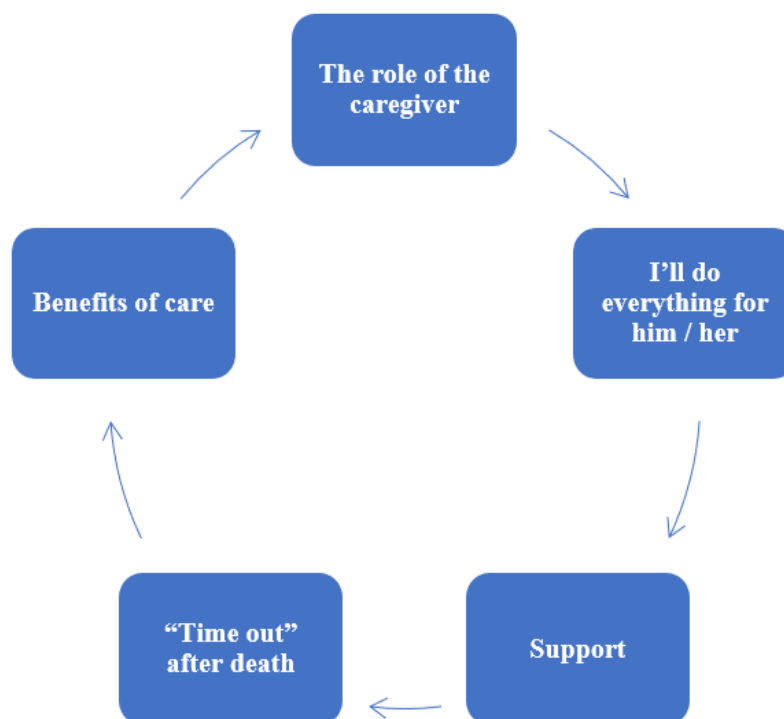 The role of the
caregiver
I’ll do
everything for
him / her
Support
“Time out”
after death
Benefits of care